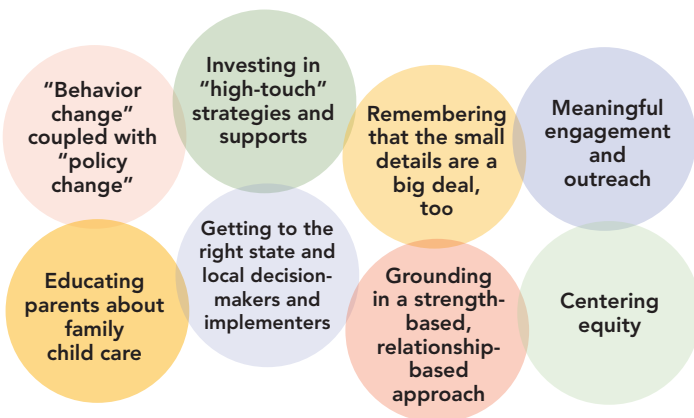 “Behavior
change”
coupled with
“policy
change”
Investing in
“high-touch”
strategies and
supports
Remembering
that the small
details are a
big deal,
too
Meaningful
engagement
and
outreach
Educating
parents about
family
child care
Getting to the
right state and
local decision-
makers and
implementers
Grounding
in a strength-
based,
relationship-
based
approach
Centering
equity